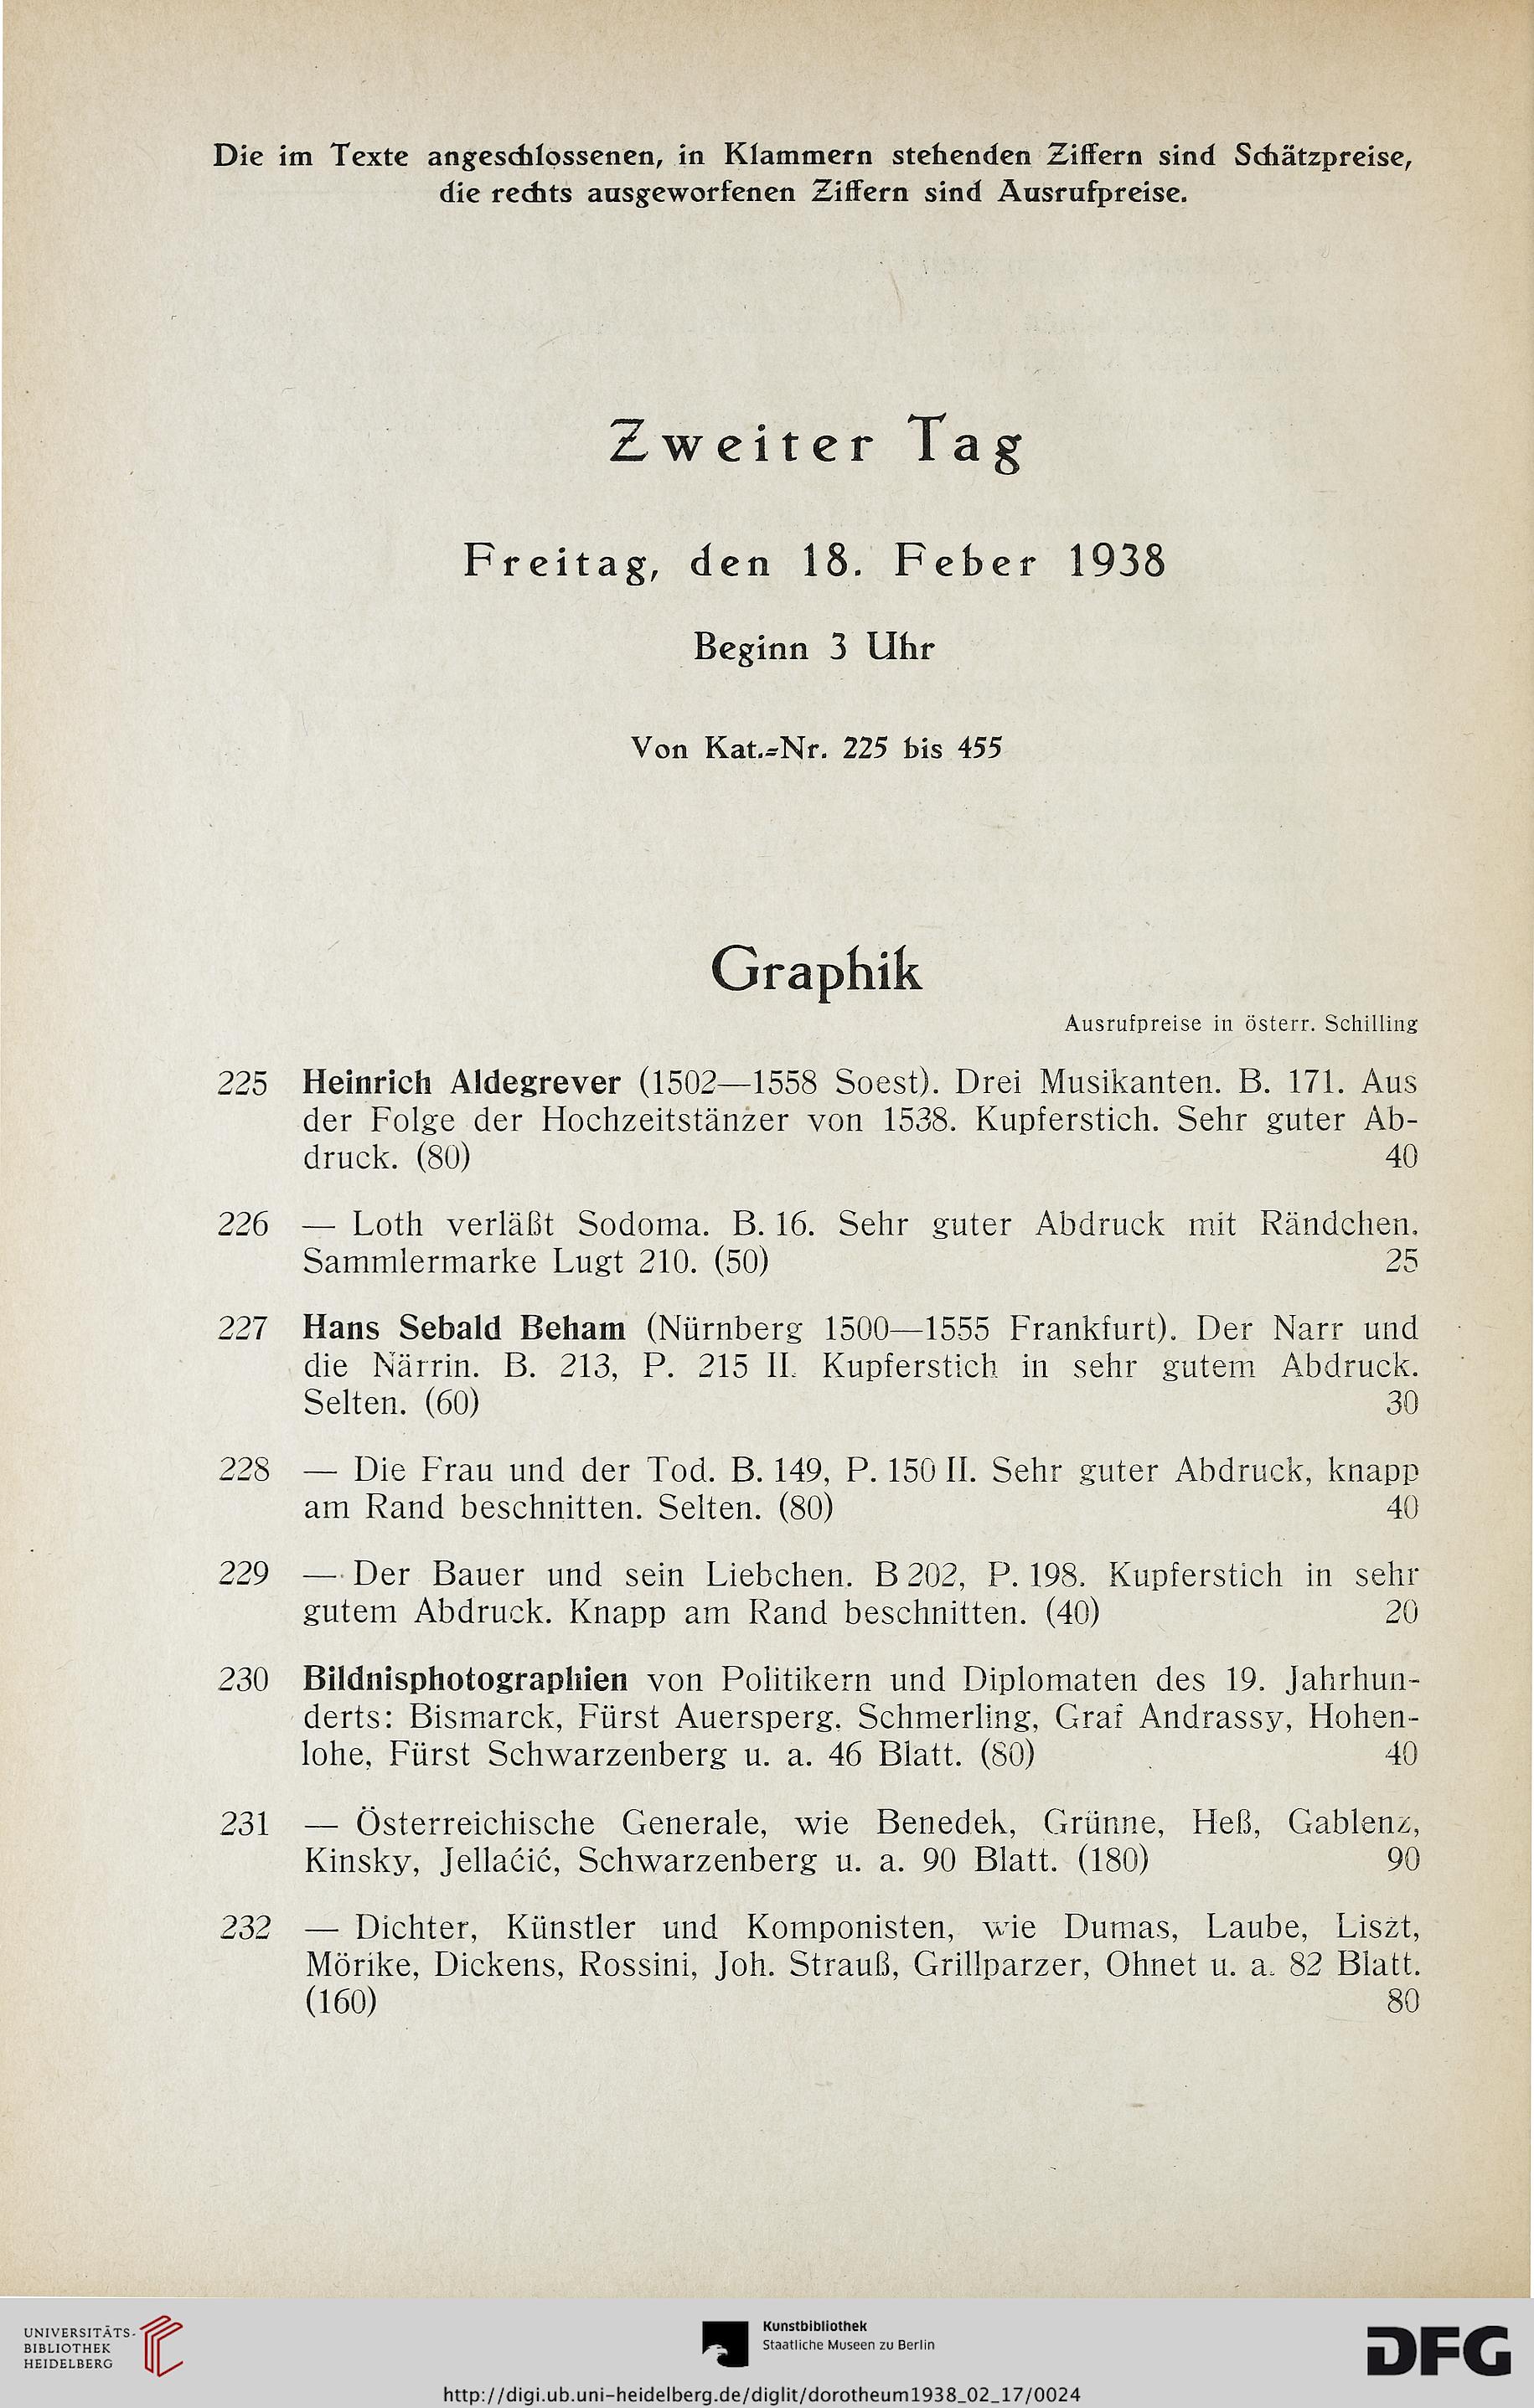 Die im Texte angeschlossenen, in Klammern stehenden Ziffern sind Schätzpreise,
die rechts ausgeworfenen Ziffern sind Ausrufpreise.
Zweiter Tag
Freitag, den 18. Feber 1938
Beginn 3 Uhr
Von Kat.=Nr. 225 bis 455
Graphik
Ausrufpreise in österr. Schilling
225 Heinrich Aldegrever (1502—1558 Soest). Drei Musikanten. B. 171. Aus
der Folge der Hochzeitstänzer von 1538. Kupferstich. Sehr guter Ab-
druck. (80) 40
226 — Loth verläßt Sodoma. B. 16. Sehr guter Abdruck mit Rändchen.
Sammlermarke Lugt 210. (50) 25
227 Hans Sebald Beham (Nürnberg 1500—1555 Frankfurt). Der Narr und
die Närrin. B. 213, P. 215 II. Kupferstich in sehr gutem Abdruck.
Selten. (60) 30
228 — Die Frau und der Tod. B. 149, P. 150 II. Sehr guter Abdruck, knapp
am Rand beschnitten. Selten. (80) 40
229 — Der Bauer und sein Liebchen. B 202, P. 198. Kupferstich in sehr
gutem Abdruck. Knapp am Rand beschnitten. (40) 20
230 Bildnisphotographien von Politikern und Diplomaten des 19. Jahrhun-
derts: Bismarck, Fürst Auersperg. Schmerling, Graf Andrassy, Hohen-
lohe, Fürst Schwarzenberg u. a. 46 Blatt. (80) 40
231 — Österreichische Generale, wie Benedek, Grünne, Heß, Gablenz,
Kinsky, Jellaćić, Schwarzenberg u. a. 90 Blatt. (180) 90
232 — Dichter, Künstler und Komponisten, wie Dumas, Laube, Liszt,
Mörike, Dickens, Rossini, Joh. Strauß, Grillparzer, Ohnet u. a. 82 Blatt.
(160) 80
UNIVERSITÄTS-
BIBLIOTHEK
HEIDELBERG
Kunstbibliothek
Staatliche Museen zu Berlin
DFG
http://digi.ub.uni-heidelberg.de/diglit/dorotheum1938_02_17/0024